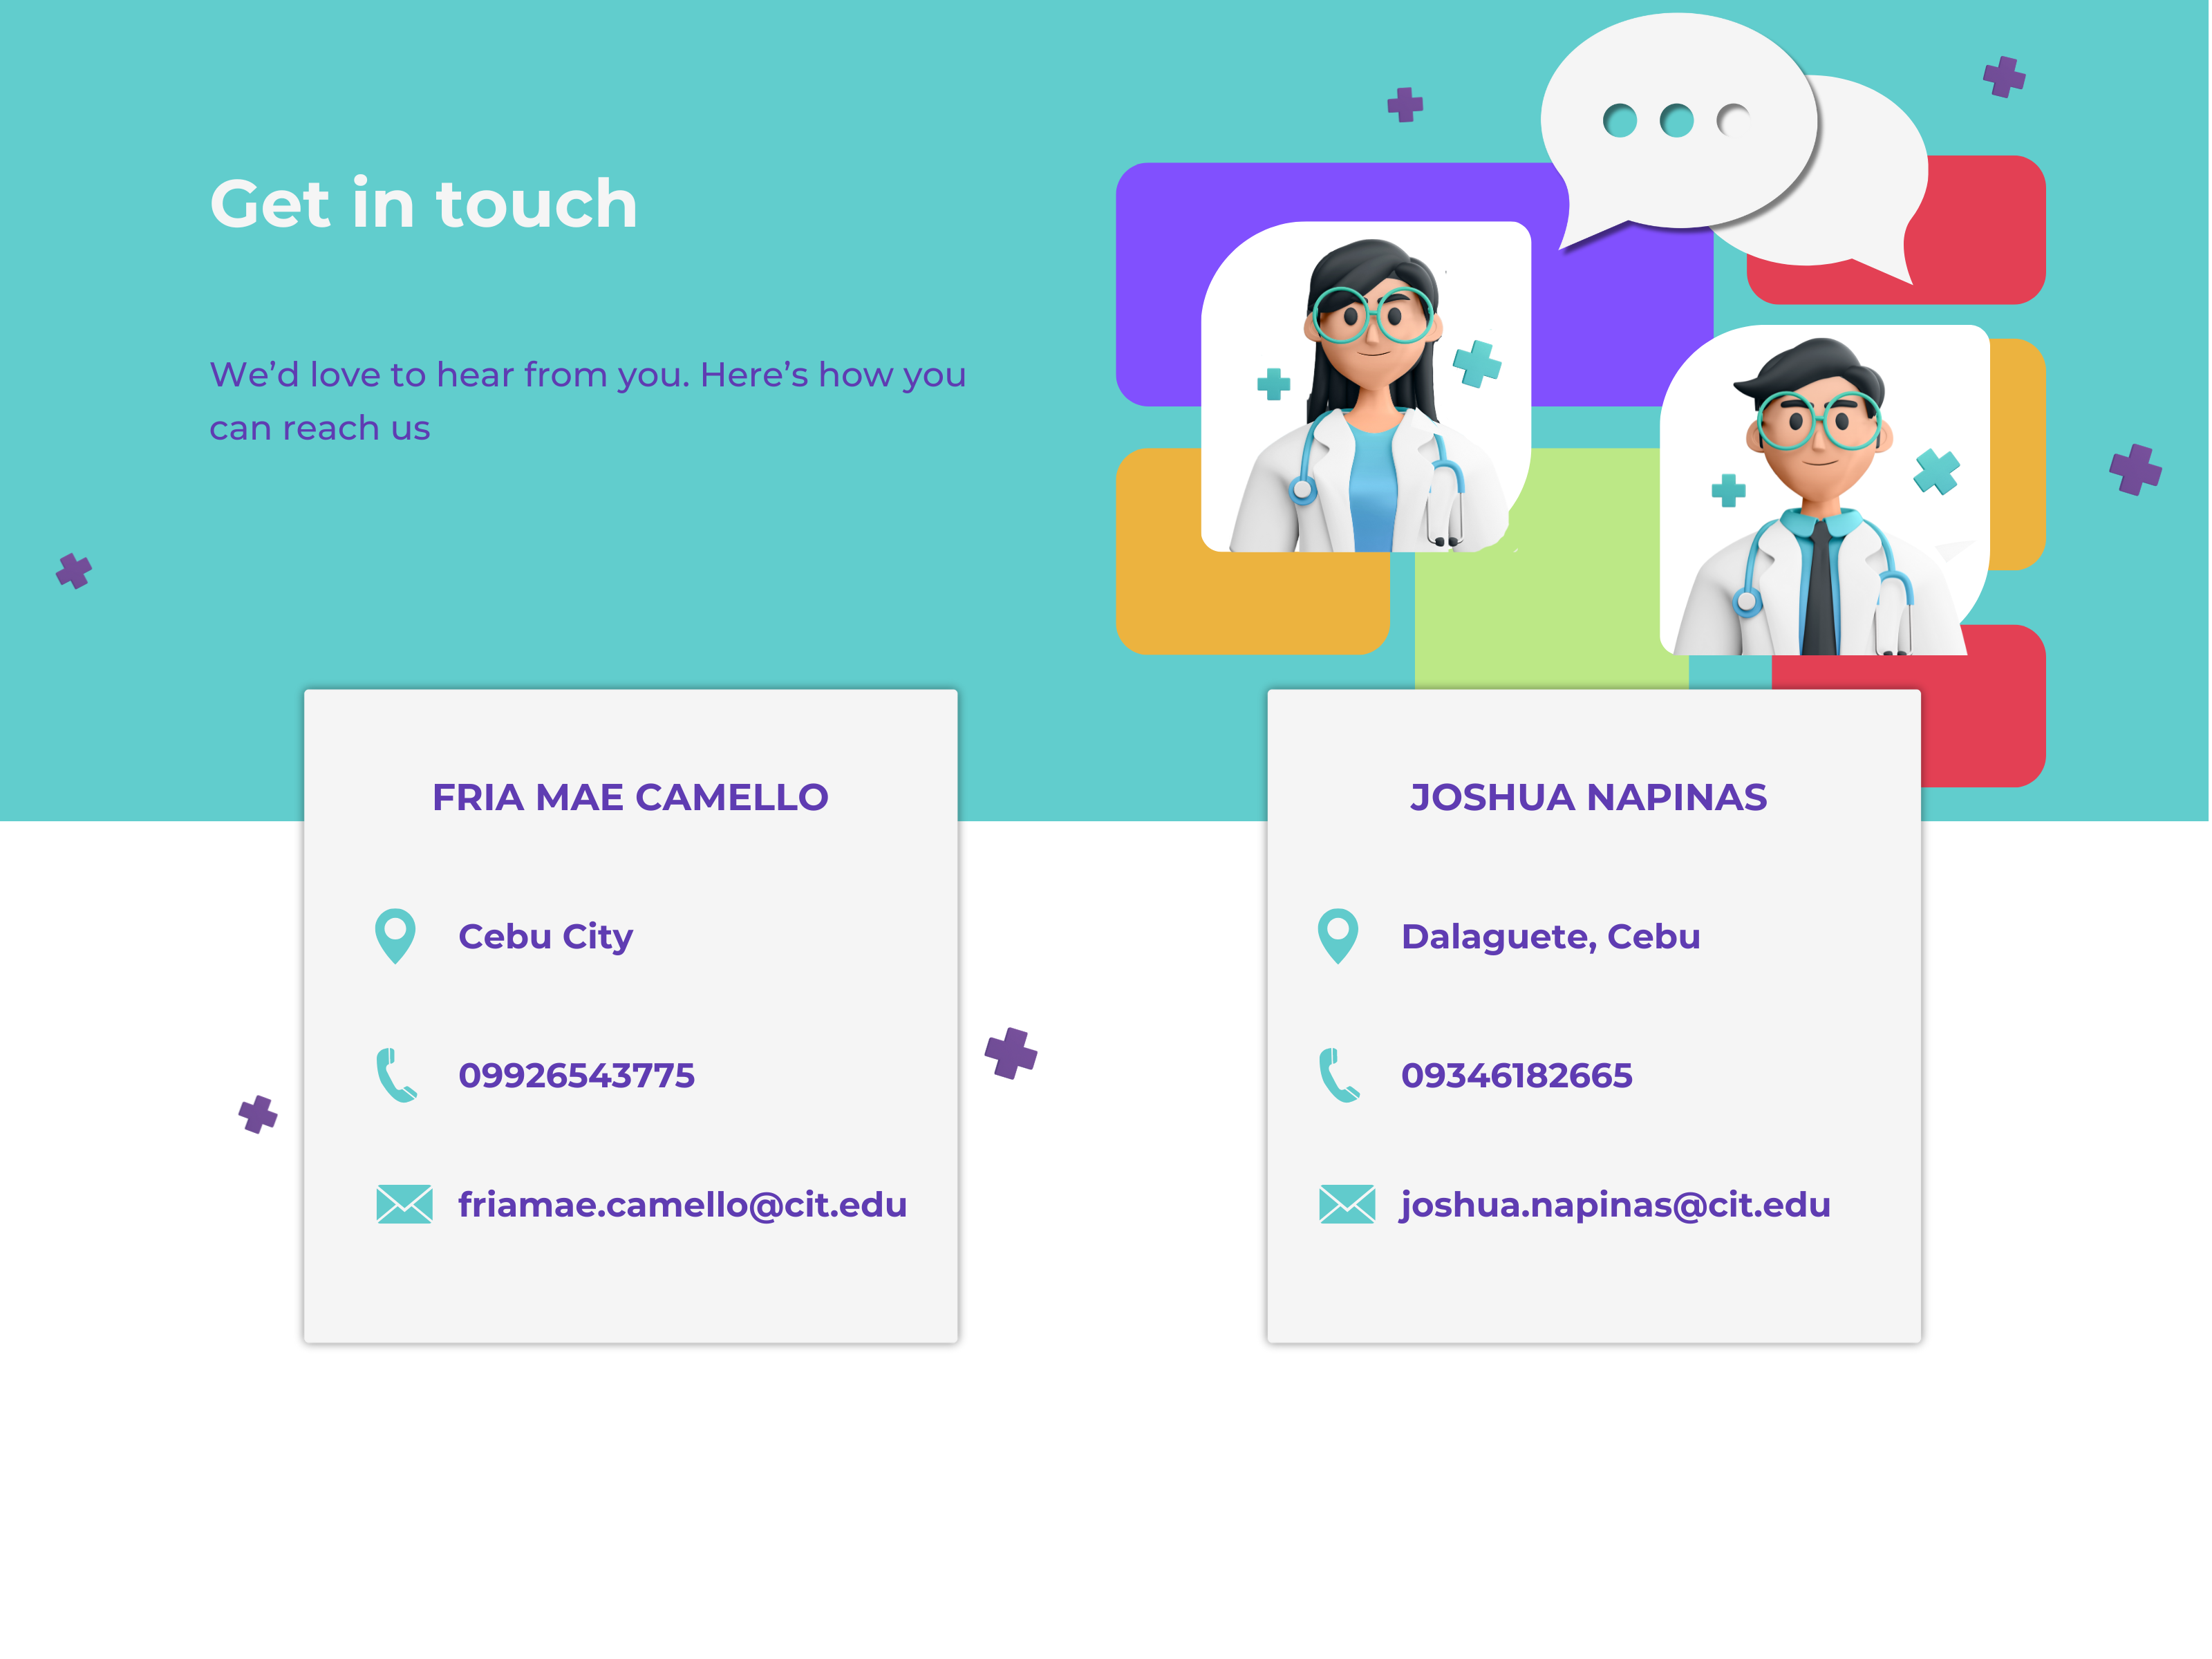 Get in touch
We’d love to hear from you. Here’s how you
can reach us
FRIA MAE CAMELLO
Cebu City
09926543775
friamae.camello@cit.edu
JOSHUA NAPINAS
Dalaguete, Cebu
09346182665
joshua.napinas@cit.edu